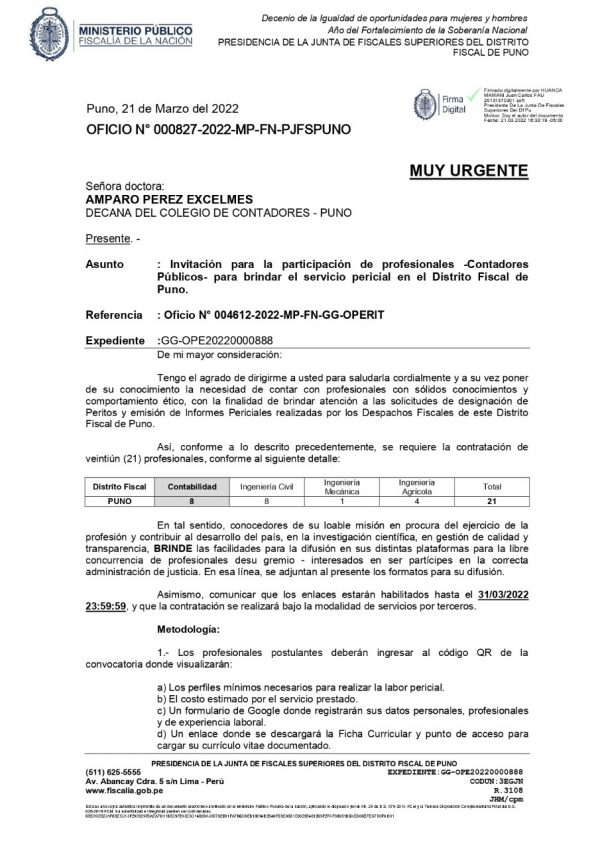 MINISTERIO PÚBLICO
FISCALÍA DE LA NACIÓN
Decenio de la Igualdad de oportunidades para mujeres y hombres
Año del Fortalecimiento de la Soberanía Nacional
PRESIDENCIA DE LA JUNTA DE FISCALES SUPERIORES DEL DISTRITO
FISCAL DE PUNO
Firma
Digital
Firmado digitalmente por HUANCA
MAMANI Juan Carlos FAU
20131370301 soft
Presidente De La Junta De Fiscales
Superiores Del Df Pu
Motivo: Soy el autor del documento
Fecha: 21.03.2022 16:33:19 -05:00
Puno, 21 de Marzo del 2022
OFICIO N° 000827-2022-MP-FN-PJFSPUNO
MUY URGENTE
Señora doctora:
AMPARO PEREZ EXCELMES
DECANA DEL COLEGIO DE CONTADORES - PUNO
Presente. -
Asunto : Invitación para la participación de profesionales -Contadores
Públicos- para brindar el servicio pericial en el Distrito Fiscal de
Puno.
Referencia : Oficio N° 004612-2022-MP-FN-GG-OPERIT
Expediente :GG-OPE20220000888
De mi mayor consideración:
Tengo el agrado de dirigirme a usted para saludarla cordialmente y a su vez poner
de su conocimiento la necesidad de contar con profesionales con sólidos conocimientos y
comportamiento ético, con la finalidad de brindar atención a las solicitudes de designación de
Peritos y emisión de Informes Periciales realizadas por los Despachos Fiscales de este Distrito
Fiscal de Puno.
Así, conforme a lo descrito precedentemente, se requiere la contratación de
veintiún (21) profesionales, conforme al siguiente detalle:
Distrito Fiscal Contabilidad Ingeniería Civil Ingeniería Mecánica Ingeniería Agrícola Total
PUNO 8 8 1 4 21
En tal sentido, conocedores de su loable misión en procura del ejercicio de la
profesión y contribuir al desarrollo del país, en la investigación científica, en gestión de calidad y
transparencia, BRINDE las facilidades para la difusión en sus distintas plataformas para la libre
concurrencia de profesionales desu gremio - interesados en ser partícipes en la correcta
administración de justicia. En esa línea, se adjuntan al presente los formatos para su difusión.
Asimismo, comunicar que los enlaces estarán habilitados hasta el 31/03/2022
23:59:59, y que la contratación se realizará bajo la modalidad de servicios por terceros.
Metodología:
1.- Los profesionales postulantes deberán ingresar al código QR de la
convocatoria donde visualizarán:
a) Los perfiles mínimos necesarios para realizar la labor pericial.
b) El costo estimado por el servicio prestado.
c) Un formulario de Google donde registrarán sus datos personales, profesionales
y de experiencia laboral.
d) Un enlace donde se descargará la Ficha Curricular y punto de acceso para
cargar su currículo vitae documentado.
PRESIDENCIA DE LA JUNTA DE FISCALES SUPERIORES DEL DISTRITO FISCAL DE PUNO
(511) 625-5555 EXPEDIENTE:GG-OPE20220000888
Av. Abancay Cdra. 5 s/n Lima - Perú CODUN:3EGJN
www.fiscalia.gob.pe R.3108
JHM/cpm